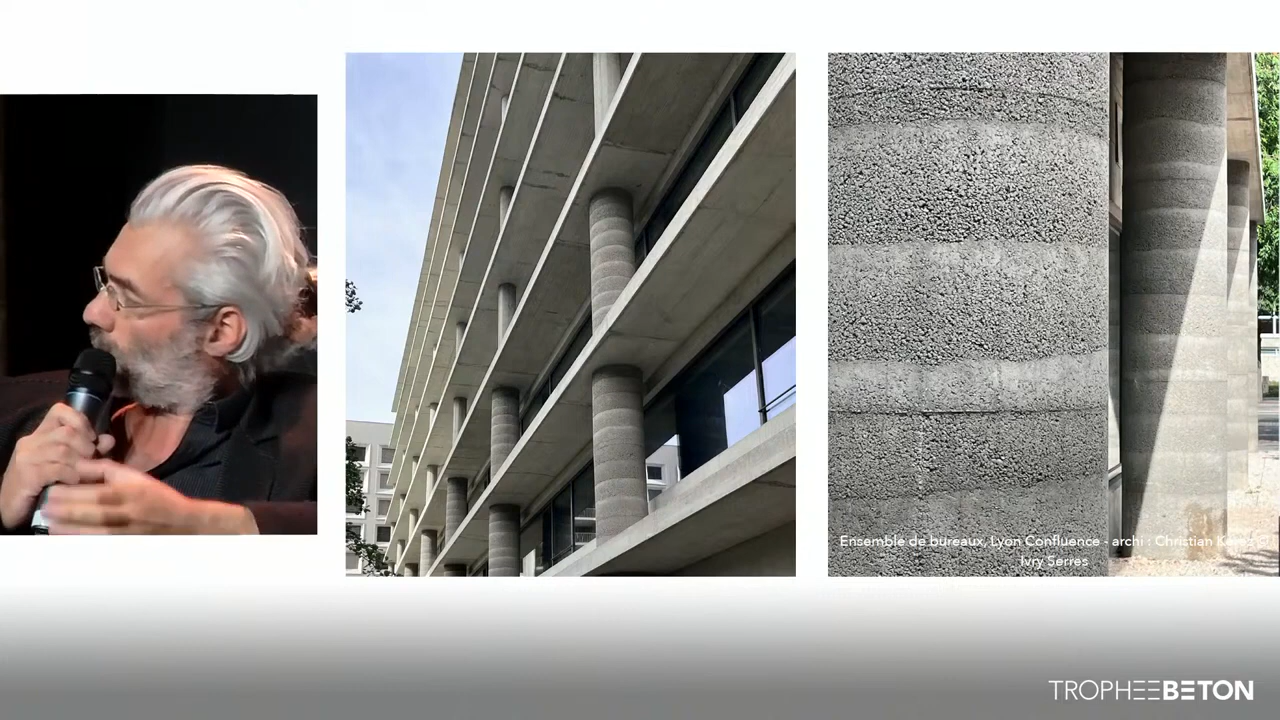 Ensemble de bureaux, Lyon Confluence - archi : Christian
Ivry Serres
TROPHEEBETON